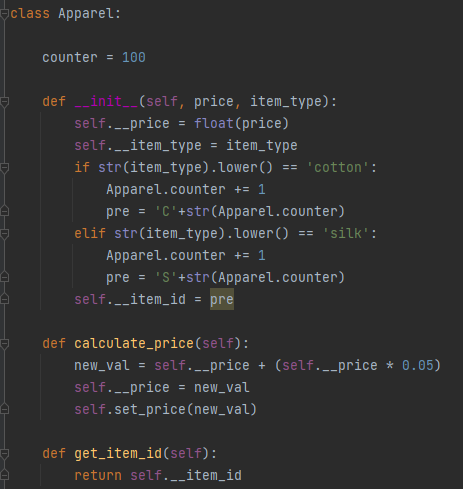 class Apparel:
counter = 100
def __init__(self, price, item_type):
self.__price = float(price)
self.__item_type = item_type
if str(item_type).lower() == 'cotton':
Apparel.counter += 1
pre = 'C'+str(Apparel.counter)
elif str(item_type).lower() == 'silk':
Apparel.counter += 1
pre = 'S'+str(Apparel.counter)
self.__item_id = pre
def calculate_price(self):
new_val = self.__price + (self.__price * 0.05)
self.__price = new_val
self.set_price(new_val)
def get_item_id(self):
return self.__item_id